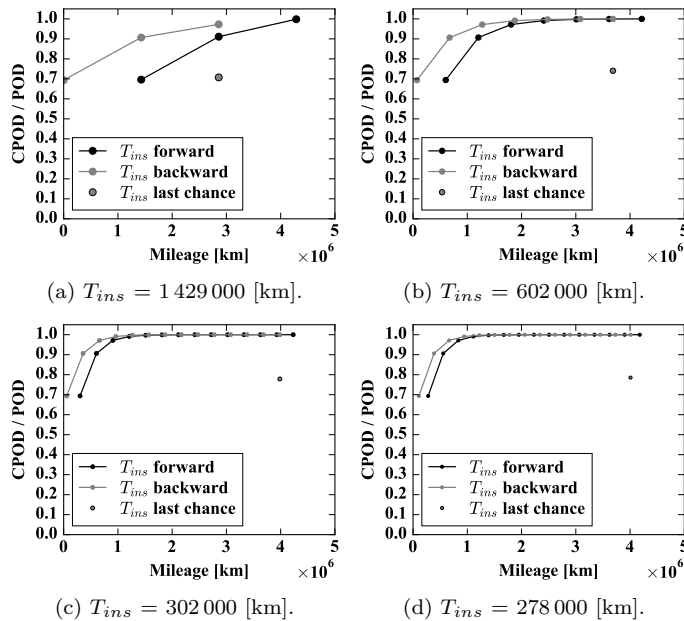 1.0
0.9
0.8
0.7
0.6
0.5
0.4
0.3
0.2
0.1
0.0
CPOD / POD
T_ins forward
T_ins backward
T_ins last chance
0 1 2 3 4 5
Mileage [km] ×10^6
(a) T_ins = 1 429 000 [km].
1.0
0.9
0.8
0.7
0.6
0.5
0.4
0.3
0.2
0.1
0.0
CPOD / POD
T_ins forward
T_ins backward
T_ins last chance
0 1 2 3 4 5
Mileage [km] ×10^6
(b) T_ins = 602 000 [km].
1.0
0.9
0.8
0.7
0.6
0.5
0.4
0.3
0.2
0.1
0.0
CPOD / POD
T_ins forward
T_ins backward
T_ins last chance
0 1 2 3 4 5
Mileage [km] ×10^6
(c) T_ins = 302 000 [km].
1.0
0.9
0.8
0.7
0.6
0.5
0.4
0.3
0.2
0.1
0.0
CPOD / POD
T_ins forward
T_ins backward
T_ins last chance
0 1 2 3 4 5
Mileage [km] ×10^6
(d) T_ins = 278 000 [km].